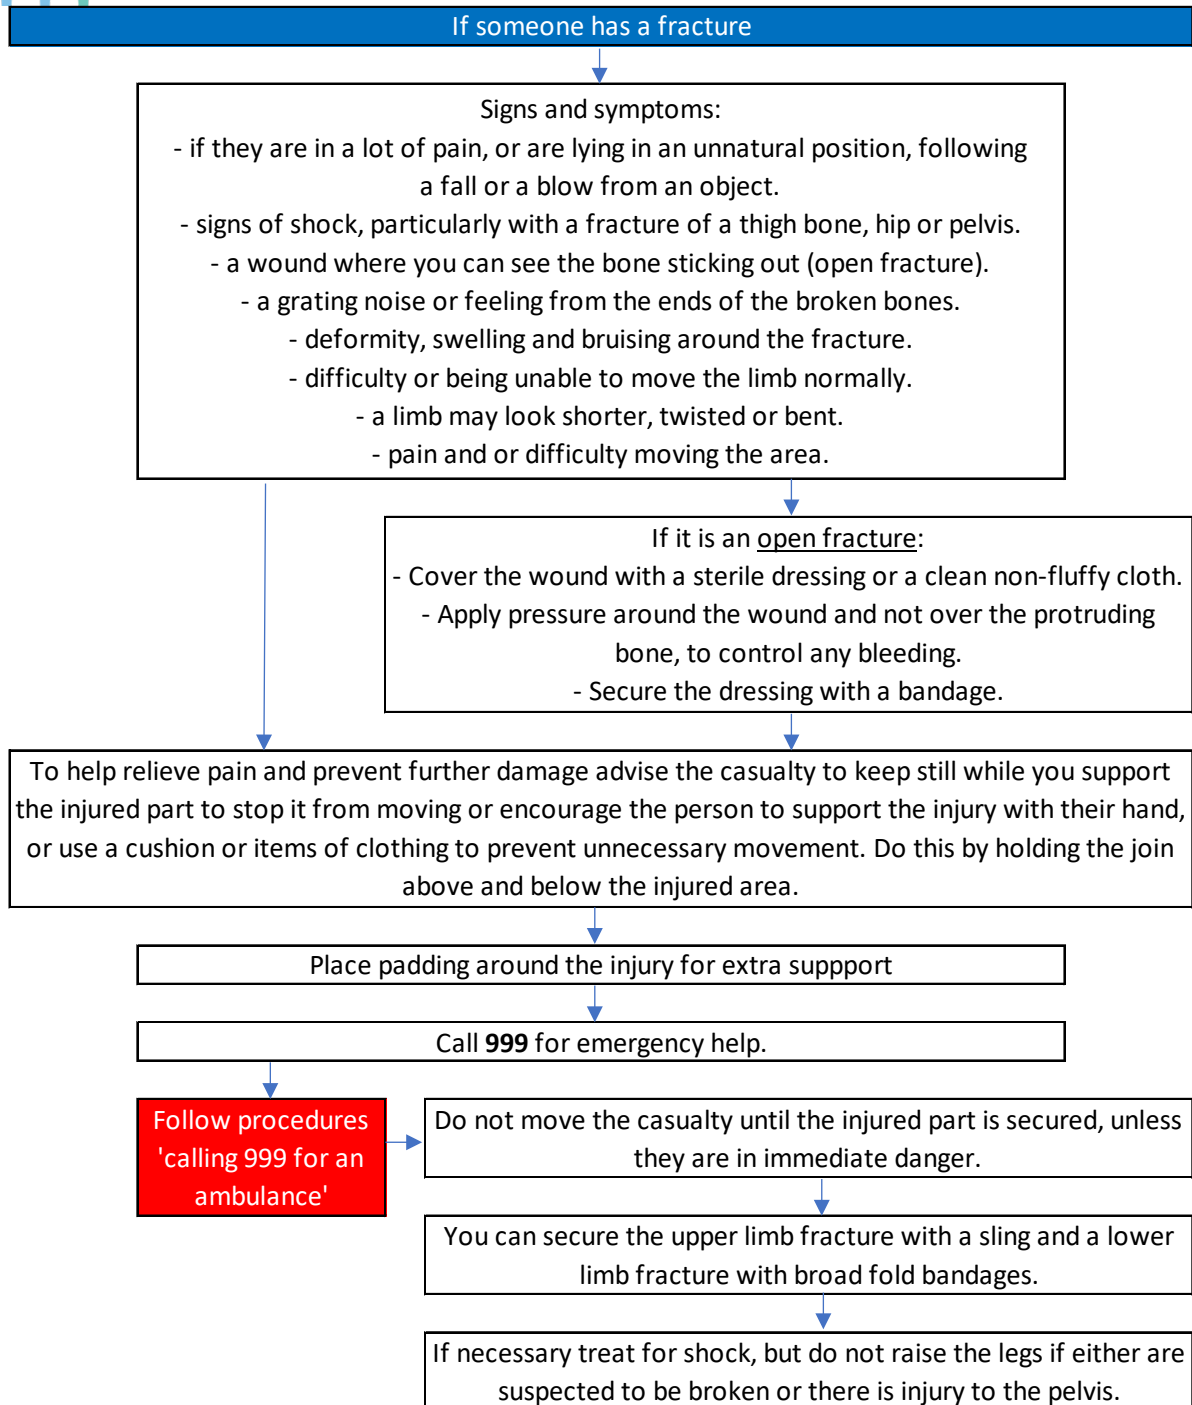 If someone has a fracture
Signs and symptoms:
- if they are in a lot of pain, or are lying in an unnatural position, following
a fall or a blow from an object.
- signs of shock, particularly with a fracture of a thigh bone, hip or pelvis.
- a wound where you can see the bone sticking out (open fracture).
- a grating noise or feeling from the ends of the broken bones.
- deformity, swelling and bruising around the fracture.
- difficulty or being unable to move the limb normally.
- a limb may look shorter, twisted or bent.
- pain and or difficulty moving the area.
If it is an open fracture:
- Cover the wound with a sterile dressing or a clean non-fluffy cloth.
- Apply pressure around the wound and not over the protruding
bone, to control any bleeding.
- Secure the dressing with a bandage.
To help relieve pain and prevent further damage advise the casualty to keep still while you support
the injured part to stop it from moving or encourage the person to support the injury with their hand,
or use a cushion or items of clothing to prevent unnecessary movement. Do this by holding the join
above and below the injured area.
Place padding around the injury for extra suppport
Call 999 for emergency help.
Follow procedures
'calling 999 for an
ambulance'
Do not move the casualty until the injured part is secured, unless
they are in immediate danger.
You can secure the upper limb fracture with a sling and a lower
limb fracture with broad fold bandages.
If necessary treat for shock, but do not raise the legs if either are
suspected to be broken or there is injury to the pelvis.